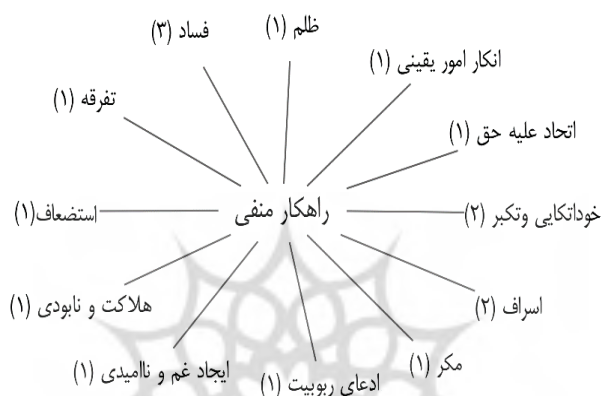 ظلم (۱)
فساد (۳)
انکار امور یقینی (۱)
تفرقه (۱)
اتحاد علیه حق (۱)
راهکار منفی
خوداتکایی وتکبر (۲)
استضعاف(۱)
اسراف (۲)
هلاکت و نابودی (۱)
مکر (۱)
ادعای ربوبیت (۱)
ایجاد غم و ناامیدی (۱)